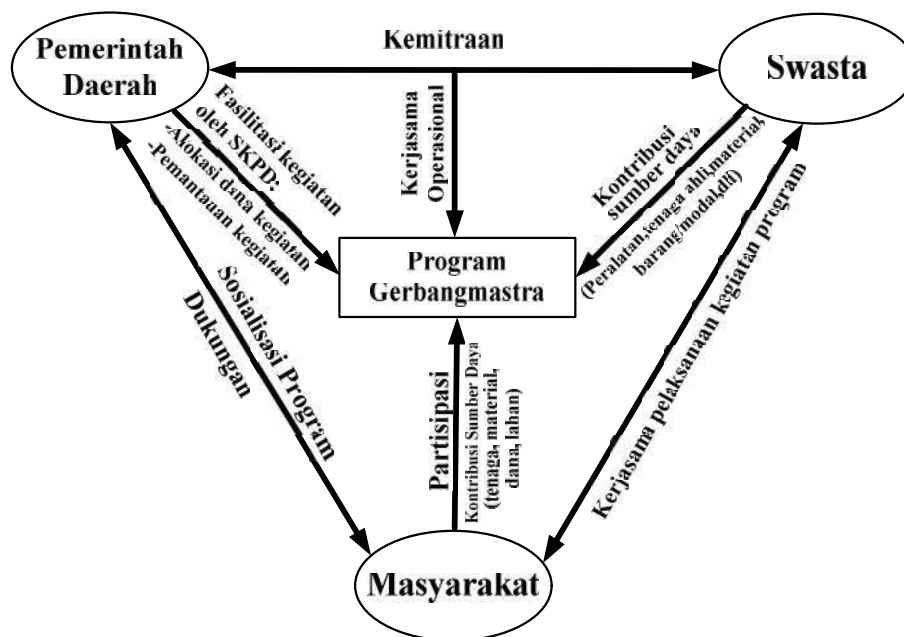 Pemerintah
Daerah
Kemitraan
Swasta
Fasilitasi kegiatan
oleh SKPD:
-Alokasi dana kegiatan
-Pemantauan kegiatan
Kerjasama
Operasional
Kontribusi
sumber daya
(Peralatan,tenaga ahli,material,
barang/modal,dll)
Program
Gerbangmastra
Sosialisasi Program
Dukungan
Partisipasi
Kontribusi Sumber Daya
(tenaga, material,
dana, lahan)
Kerjasama pelaksanaan kegiatan program
Masyarakat